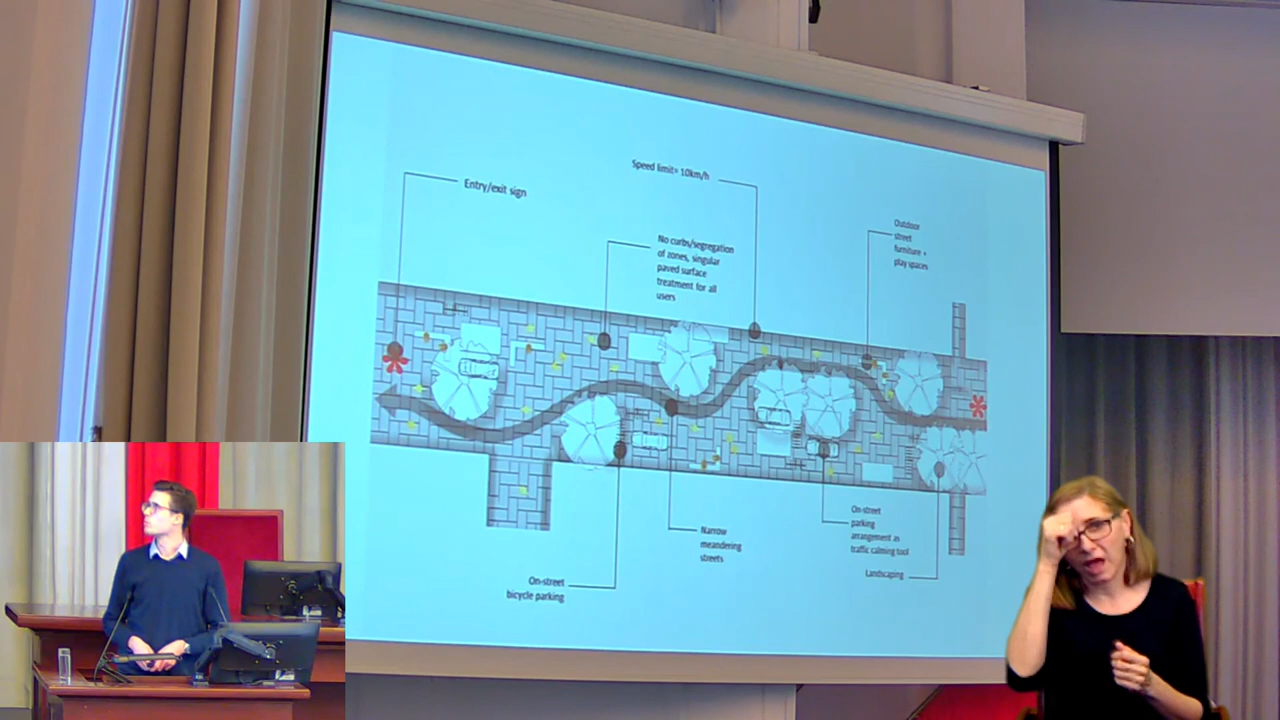 Speed limit= 10km/h
Entry/exit sign
No curbs/segregation
of zones, singular
paved surface
treatment for all
users
Outdoor
street
furniture +
play spaces
On-street
bicycle parking
Narrow
meandering
streets
On-street
parking
arrangement as
traffic calming tool
Landscaping